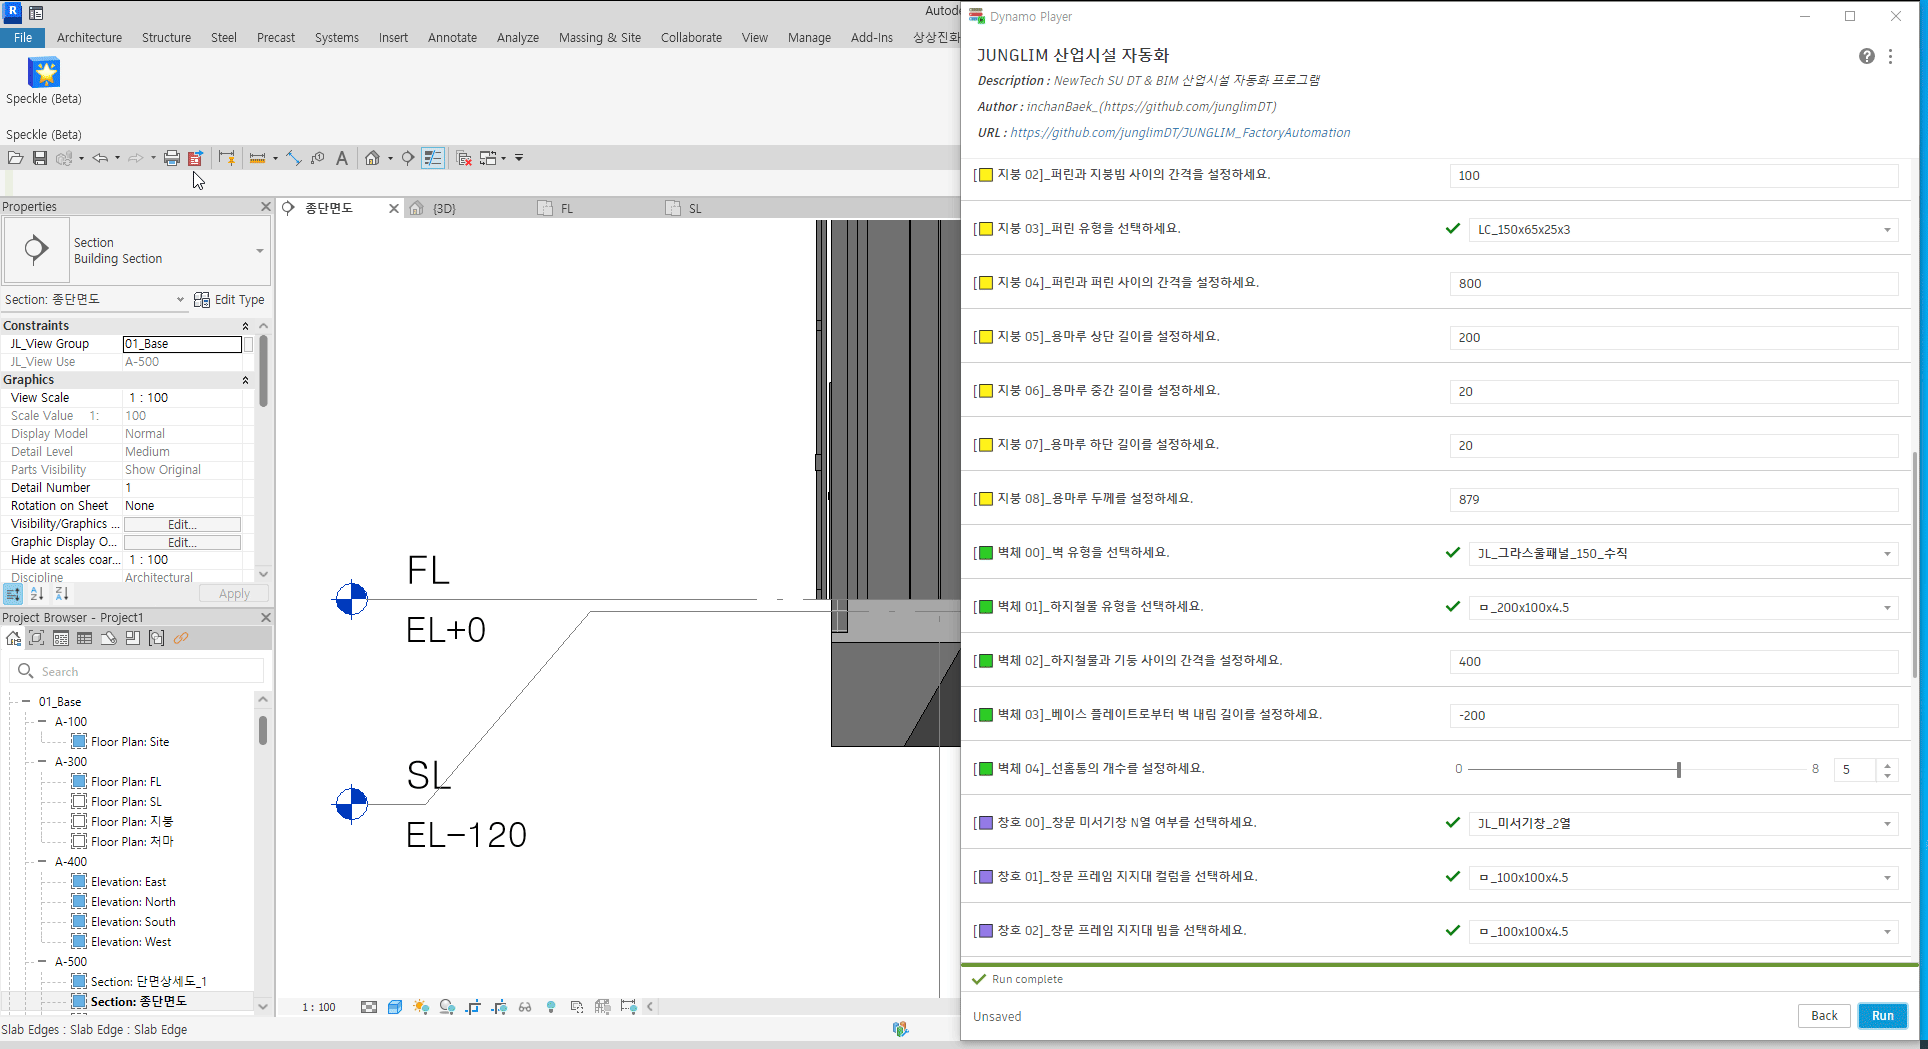 Autode
File
Architecture
Structure
Steel
Precast
Systems
Insert
Annotate
Analyze
Massing & Site
Collaborate
View
Manage
Add-Ins
상상진화
Speckle (Beta)
Speckle (Beta)
Properties
Section
Building Section
Section: 종단면도
Edit Type
Constraints
JL_View Group 01_Base
JL_View Use A-500
Graphics
View Scale 1 : 100
Scale Value 1: 100
Display Model Normal
Detail Level Medium
Parts Visibility Show Original
Detail Number 1
Rotation on Sheet None
Visibility/Graphics ... Edit...
Graphic Display O... Edit...
Hide at scales coar... 1 : 100
Discipline Architectural
Apply
Project Browser - Project1
Search
01_Base
A-100
Floor Plan: Site
A-300
Floor Plan: FL
Floor Plan: SL
Floor Plan: 지붕
Floor Plan: 처마
A-400
Elevation: East
Elevation: North
Elevation: South
Elevation: West
A-500
Section: 단면상세도_1
Section: 종단면도
Slab Edges : Slab Edge : Slab Edge
종단면도
{3D}
FL
SL
FL
EL+0
SL
EL-120
1 : 100
Dynamo Player
JUNGLIM 산업시설 자동화
Description : NewTech SU DT & BIM 산업시설 자동화 프로그램
Author : inchanBaek_(https://github.com/junglimDT)
URL : https://github.com/junglimDT/JUNGLIM_FactoryAutomation
[🟨 지붕 02]_퍼린과 지붕빔 사이의 간격을 설정하세요. 100
[🟨 지붕 03]_퍼린 유형을 선택하세요. LC_150x65x25x3
[🟨 지붕 04]_퍼린과 퍼린 사이의 간격을 설정하세요. 800
[🟨 지붕 05]_용마루 상단 길이를 설정하세요. 200
[🟨 지붕 06]_용마루 중간 길이를 설정하세요. 20
[🟨 지붕 07]_용마루 하단 길이를 설정하세요. 20
[🟨 지붕 08]_용마루 두께를 설정하세요. 879
[🟩 벽체 00]_벽 유형을 선택하세요. JL_그라스울패널_150_수직
[🟩 벽체 01]_하지철물 유형을 선택하세요. ㅁ_200x100x4.5
[🟩 벽체 02]_하지철물과 기둥 사이의 간격을 설정하세요. 400
[🟩 벽체 03]_베이스 플레이트로부터 벽 내림 길이를 설정하세요. -200
[🟩 벽체 04]_선홈통의 개수를 설정하세요. 0 8 5
[🟪 창호 00]_창문 미서기창 N열 여부를 선택하세요. JL_미서기창_2열
[🟪 창호 01]_창문 프레임 지지대 컬럼을 선택하세요. ㅁ_100x100x4.5
[🟪 창호 02]_창문 프레임 지지대 빔을 선택하세요. ㅁ_100x100x4.5
Run complete
Unsaved
Back
Run